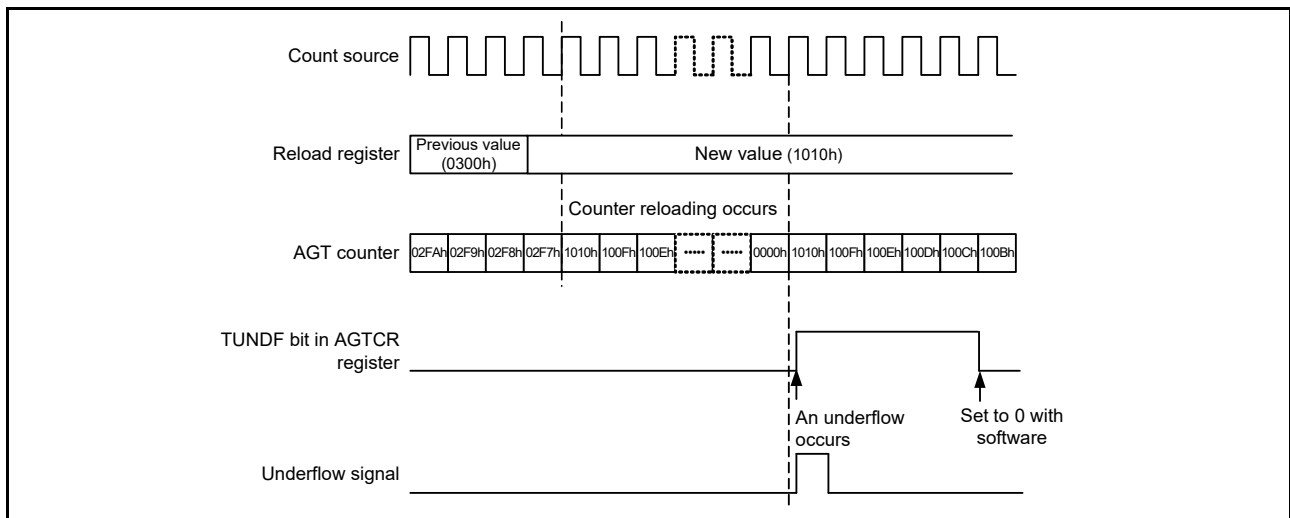 Count source
Reload register
Previous value
(0300h)
New value (1010h)
Counter reloading occurs
AGT counter
02FAh 02F9h 02F8h 02F7h 1010h 100Fh 100Eh ····· ····· 0000h 1010h 100Fh 100Eh 100Dh 100Ch 100Bh
TUNDF bit in AGTCR
register
An underflow
occurs
Set to 0 with
software
Underflow signal